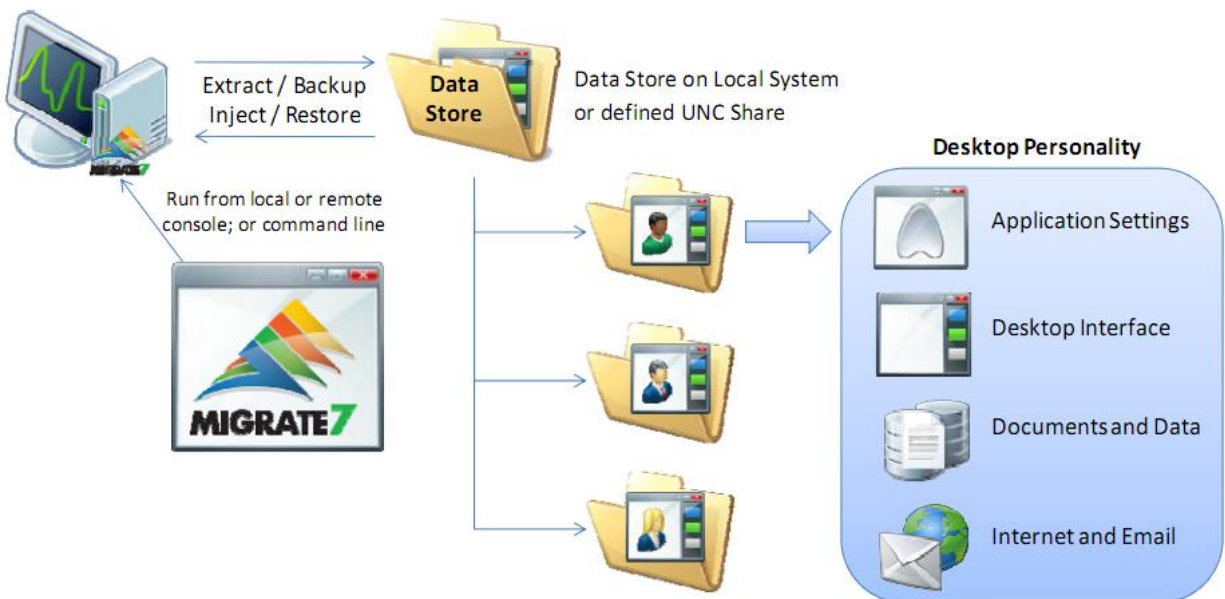 Extract / Backup
Inject / Restore
Data
Store
Data Store on Local System
or defined UNC Share
MIGRATE7
Run from local or remote
console; or command line
MIGRATE7
Desktop Personality
Application Settings
Desktop Interface
Documents and Data
Internet and Email